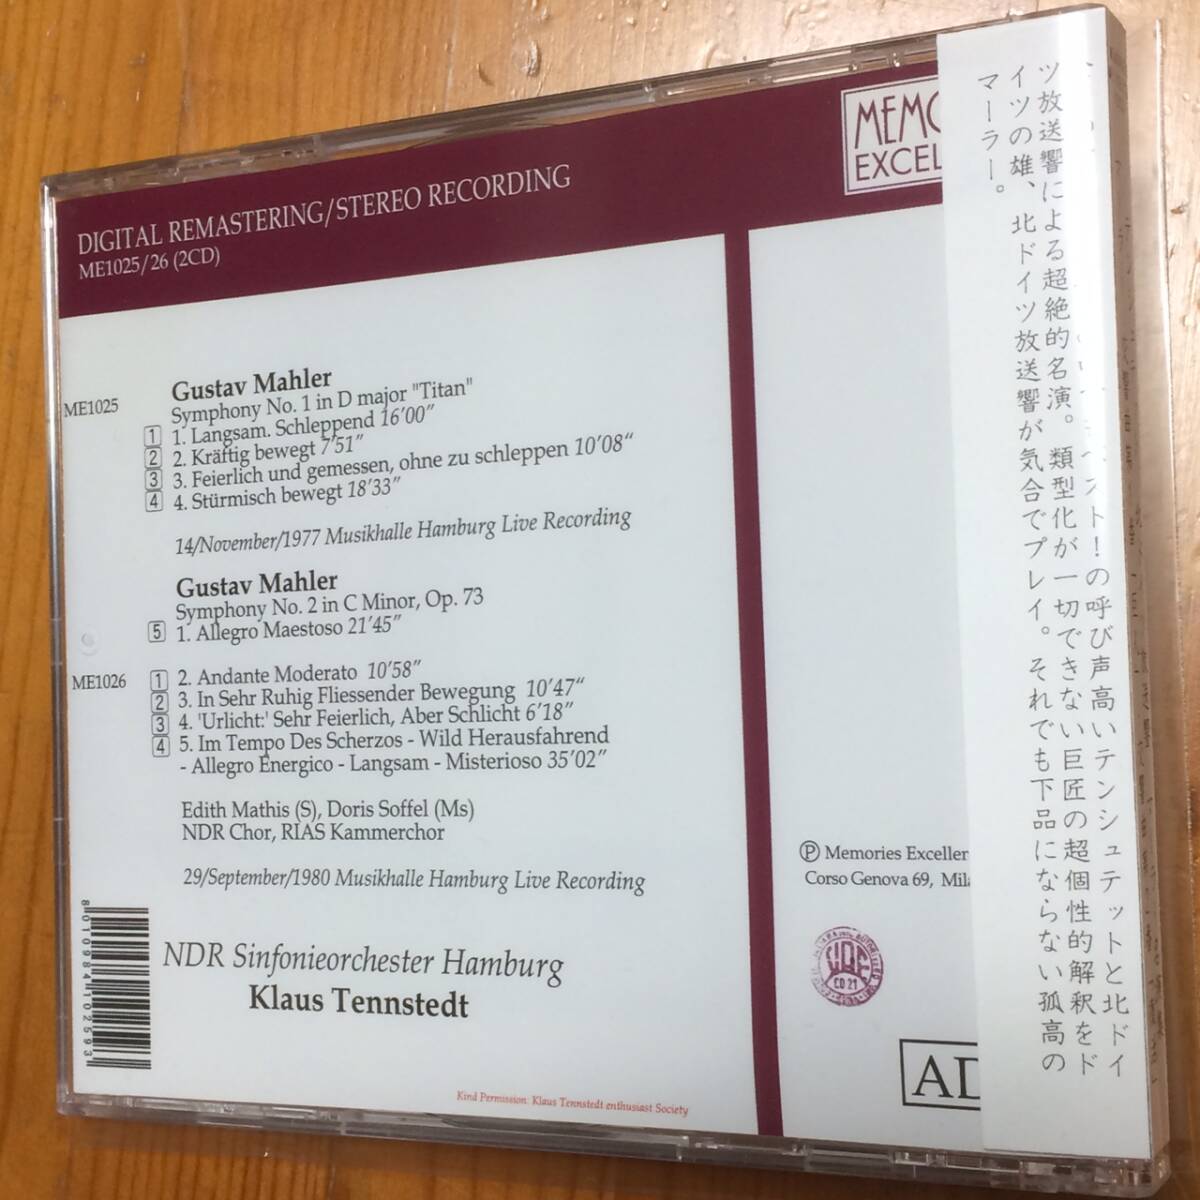 DIGITAL REMASTERING/STEREO RECORDING
ME1025/26 (2CD)
MEMO
EXCEL
ME1025
Gustav Mahler
Symphony No. 1 in D major "Titan"
1 1. Langsam. Schleppend 16'00"
2 2. Kräftig bewegt 7'51"
3 3. Feierlich und gemessen, ohne zu schleppen 10'08"
4 4. Stürmisch bewegt 18'33"
14/November/1977 Musikhalle Hamburg Live Recording
Gustav Mahler
Symphony No. 2 in C Minor, Op. 73
5 1. Allegro Maestoso 21'45"
ME1026
1 2. Andante Moderato 10'58"
2 3. In Sehr Ruhig Fliessender Bewegung 10'47"
3 4. 'Urlicht:' Sehr Feierlich, Aber Schlicht 6'18"
4 5. Im Tempo Des Scherzos - Wild Herausfahrend
- Allegro Energico - Langsam - Misterioso 35'02"
Edith Mathis (S), Doris Soffel (Ms)
NDR Chor, RIAS Kammerchor
29/September/1980 Musikhalle Hamburg Live Recording
NDR Sinfonieorchester Hamburg
Klaus Tennstedt
8010984102593
Kind Permission: Klaus Tennstedt enthusiast Society
Ⓟ Memories Excellen
Corso Genova 69, Mila
CD 27
AD
スト!の呼び声高いテンシュテットと北ドイ
ツ放送響による超絶的名演。類型化が一切できない巨匠の超個性的解釈をド
イツの雄、北ドイツ放送響が気合でプレイ。それでも下品にならない孤高の
マーラー。